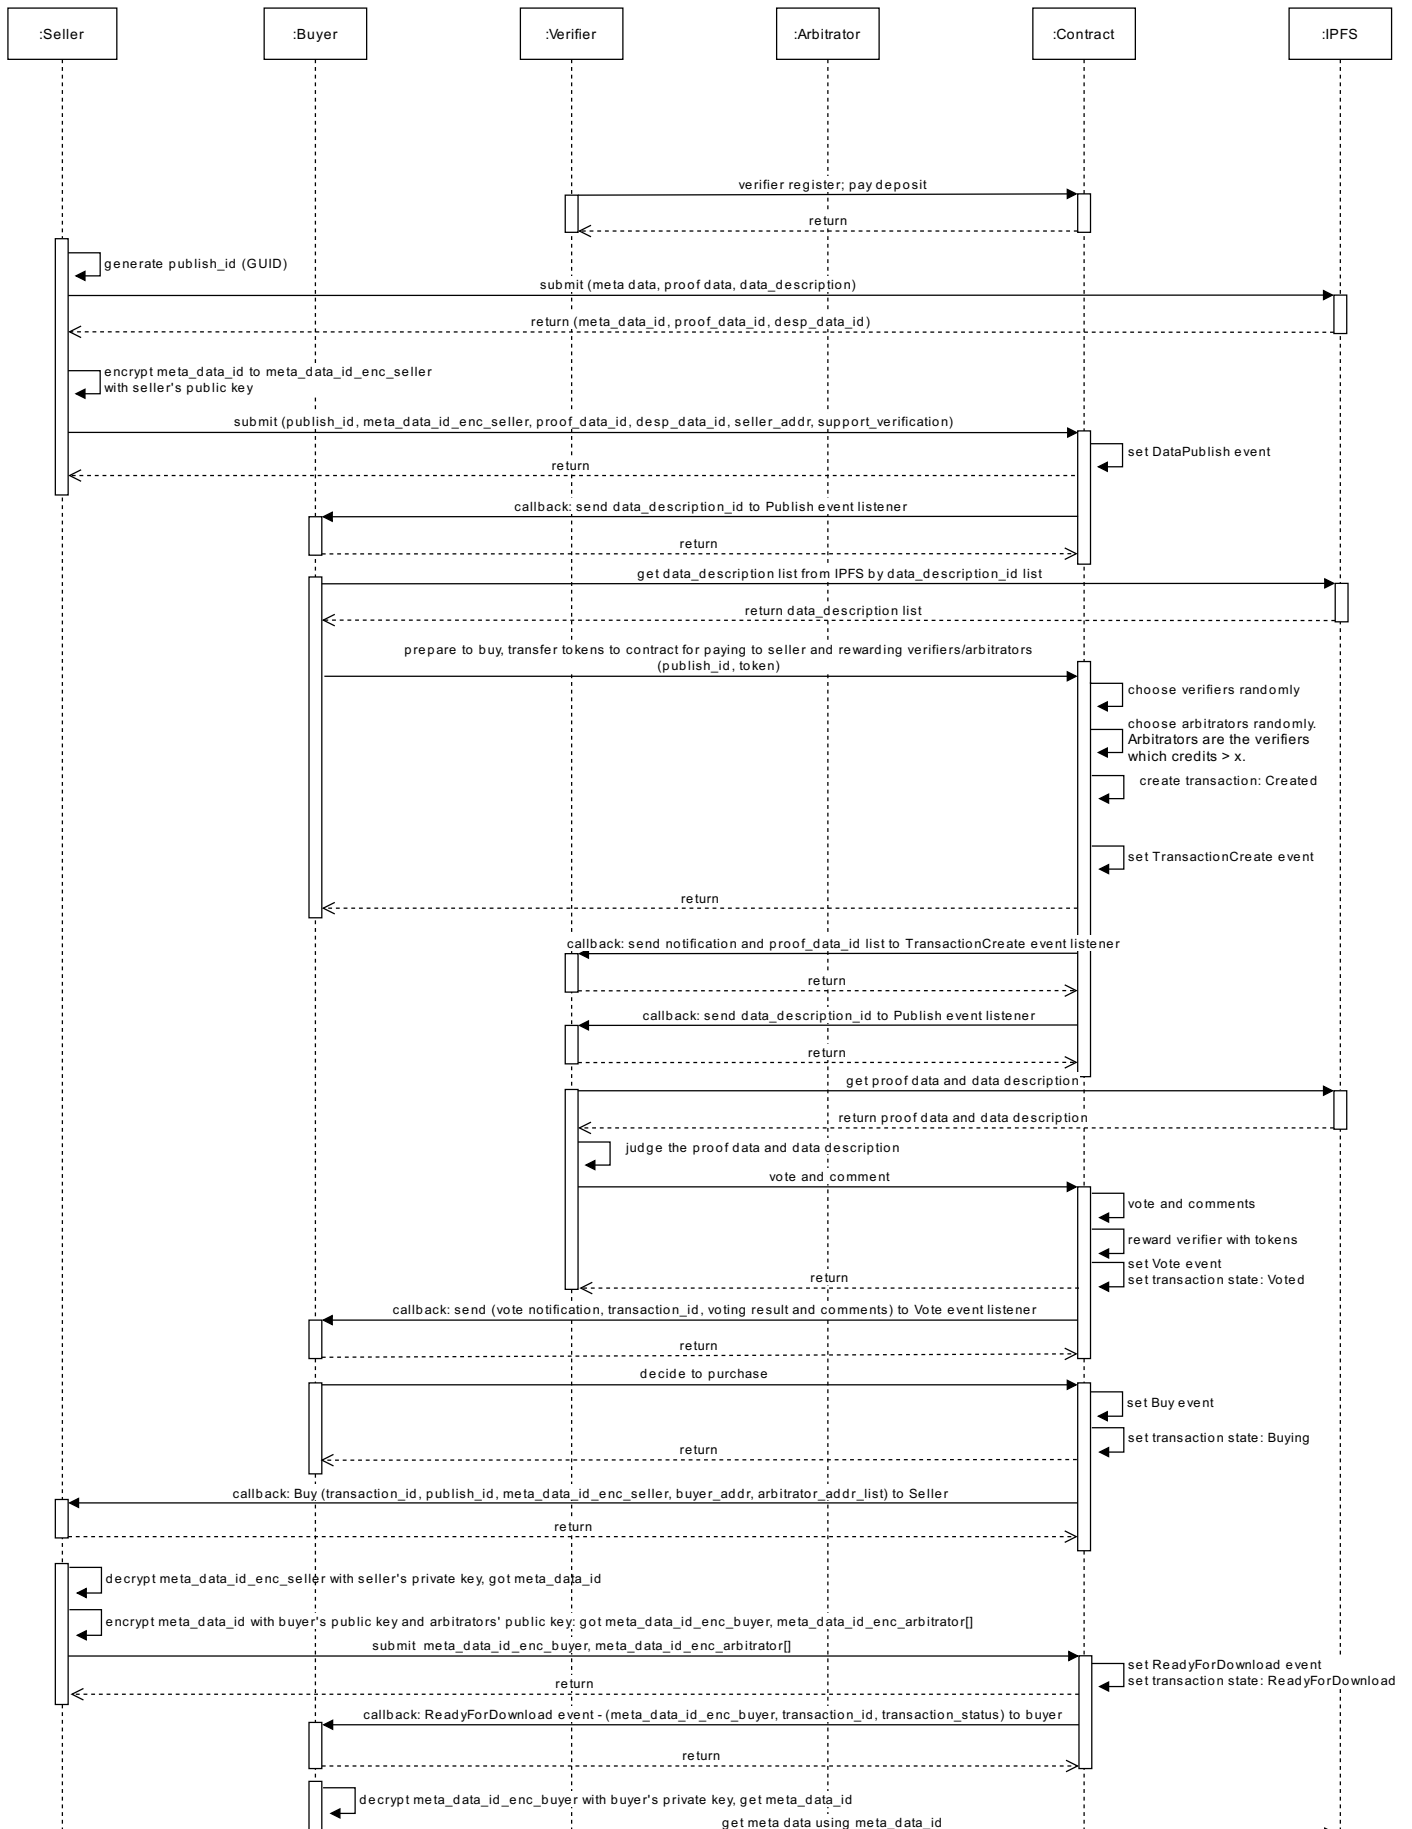 :Seller
:Buyer
:Verifier
:Arbitrator
:Contract
:IPFS
verifier register; pay deposit
return
generate publish_id (GUID)
submit (meta data, proof data, data_description)
return (meta_data_id, proof_data_id, desp_data_id)
encrypt meta_data_id to meta_data_id_enc_seller
with seller's public key
submit (publish_id, meta_data_id_enc_seller, proof_data_id, desp_data_id, seller_addr, support_verification)
set DataPublish event
return
callback: send data_description_id to Publish event listener
return
get data_description list from IPFS by data_description_id list
return data_description list
prepare to buy, transfer tokens to contract for paying to seller and rewarding verifiers/arbitrators
(publish_id, token)
choose verifiers randomly
choose arbitrators randomly.
Arbitrators are the verifiers
which credits > x.
create transaction: Created
set TransactionCreate event
return
callback: send notification and proof_data_id list to TransactionCreate event listener
return
callback: send data_description_id to Publish event listener
return
get proof data and data description
return proof data and data description
judge the proof data and data description
vote and comment
vote and comments
reward verifier with tokens
set Vote event
set transaction state: Voted
return
callback: send (vote notification, transaction_id, voting result and comments) to Vote event listener
return
decide to purchase
set Buy event
set transaction state: Buying
return
callback: Buy (transaction_id, publish_id, meta_data_id_enc_seller, buyer_addr, arbitrator_addr_list) to Seller
return
decrypt meta_data_id_enc_seller with seller's private key, got meta_data_id
encrypt meta_data_id with buyer's public key and arbitrators' public key: got meta_data_id_enc_buyer, meta_data_id_enc_arbitrator[]
submit meta_data_id_enc_buyer, meta_data_id_enc_arbitrator[]
set ReadyForDownload event
set transaction state: ReadyForDownload
return
callback: ReadyForDownload event - (meta_data_id_enc_buyer, transaction_id, transaction_status) to buyer
return
decrypt meta_data_id_enc_buyer with buyer's private key, get meta_data_id
get meta data using meta_data_id